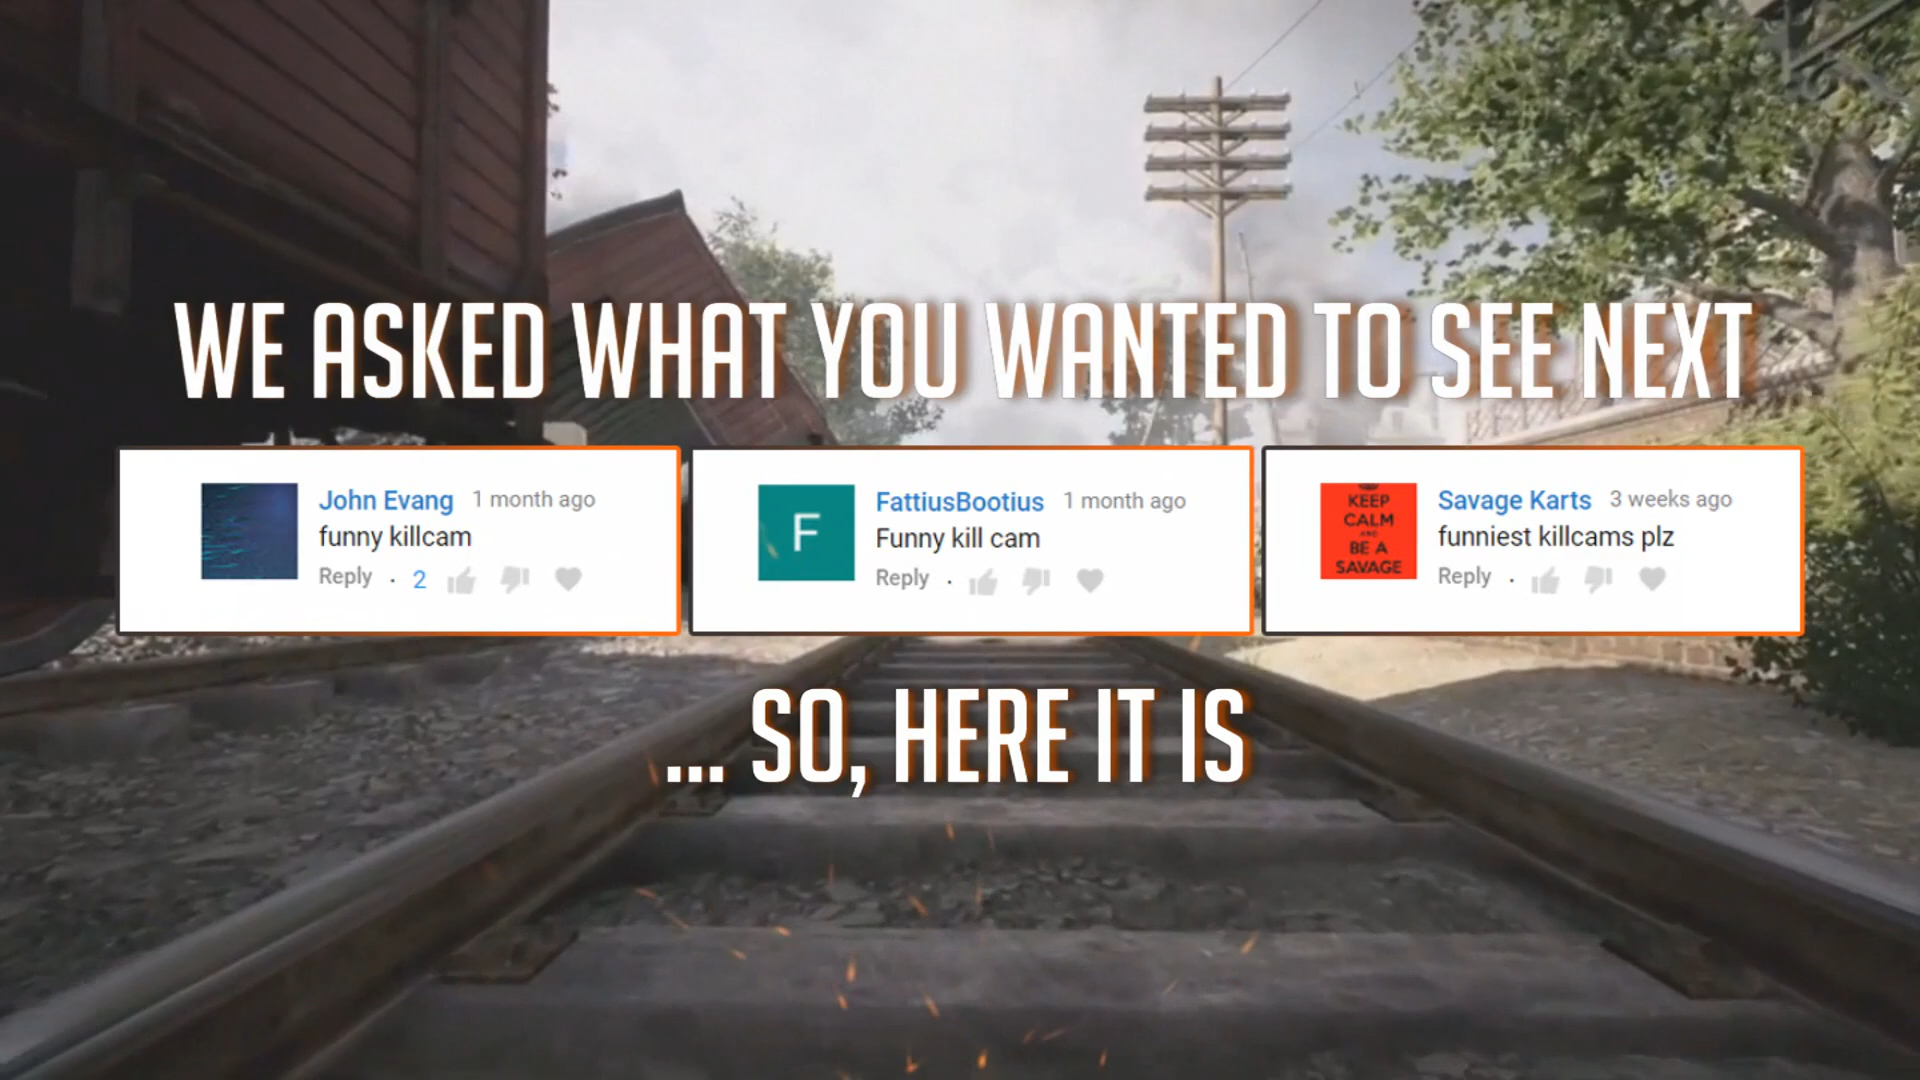 WE ASKED WHAT YOU WANTED TO SEE NEXT
John Evang 1 month ago
funny killcam
Reply · 2
F
FattiusBootius 1 month ago
Funny kill cam
Reply ·
KEEP
CALM
AND
BE A
SAVAGE
Savage Karts 3 weeks ago
funniest killcams plz
Reply ·
... SO, HERE IT IS